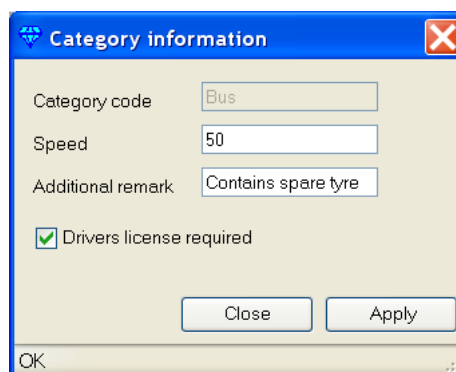 Category information
Category code Bus
Speed 50
Additional remark Contains spare tyre
Drivers license required
Close Apply
OK